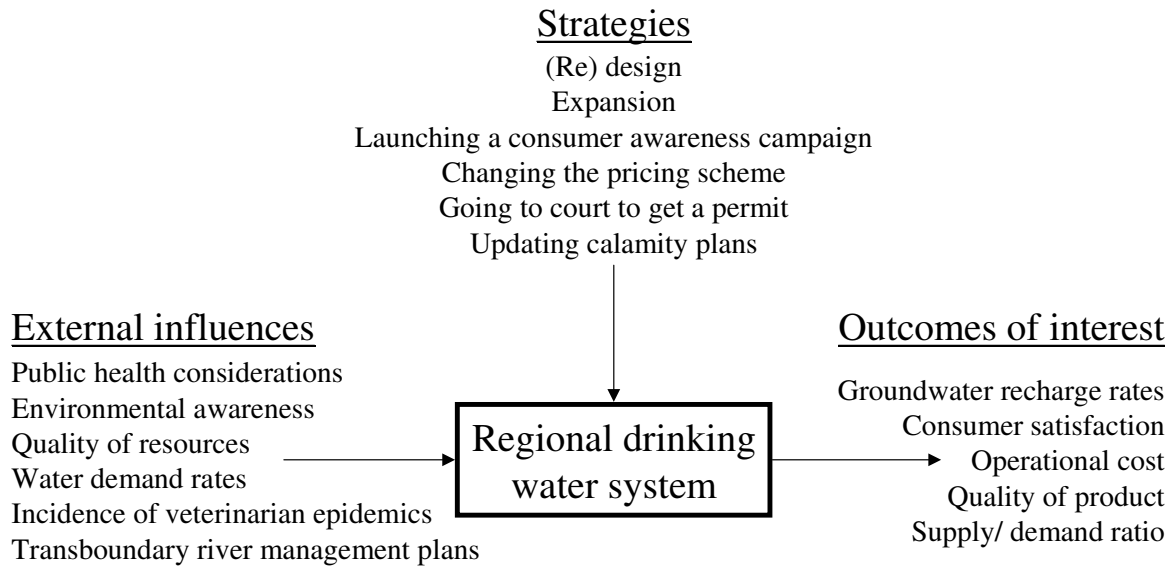 Strategies
(Re) design
Expansion
Launching a consumer awareness campaign
Changing the pricing scheme
Going to court to get a permit
Updating calamity plans
External influences
Public health considerations
Environmental awareness
Quality of resources
Water demand rates
Incidence of veterinarian epidemics
Transboundary river management plans
Regional drinking
water system
Outcomes of interest
Groundwater recharge rates
Consumer satisfaction
Operational cost
Quality of product
Supply/ demand ratio